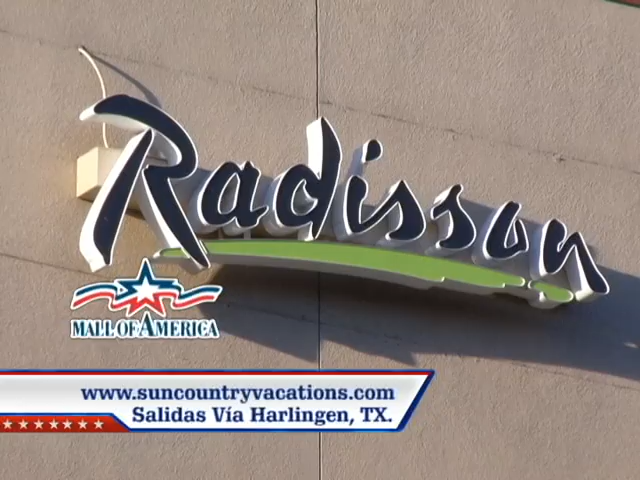 Radisson
MALL OF AMERICA
www.suncountryvacations.com
Salidas Vía Harlingen, TX.